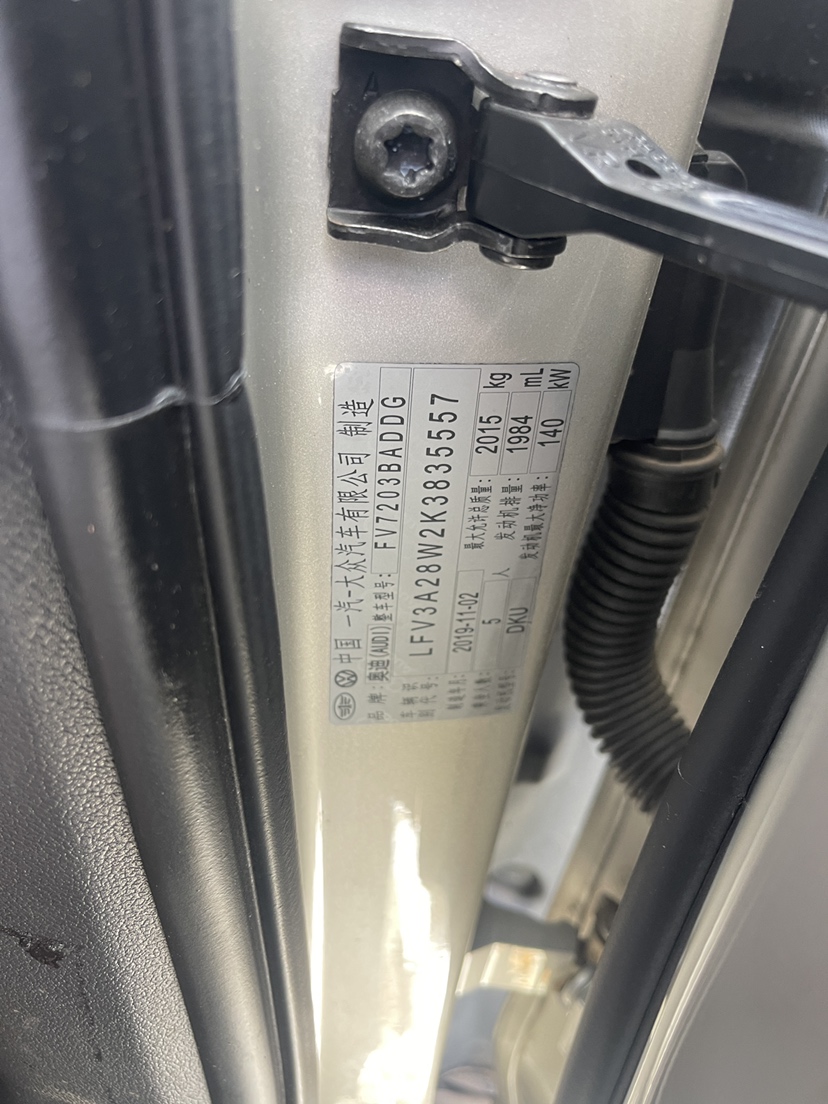 A
中国 一汽-大众汽车有限公司 制造
品 牌: 奥迪(AUDI) 整车型号: FV7203BADDG
车辆识别代号: LFV3A28W2K3835557
制造年月: 2019-11-02 最大允许总质量: 2015 kg
乘坐人数: 5 人 发动机排量: 1984 mL
发动机型号: DKU 发动机最大净功率: 140 kW